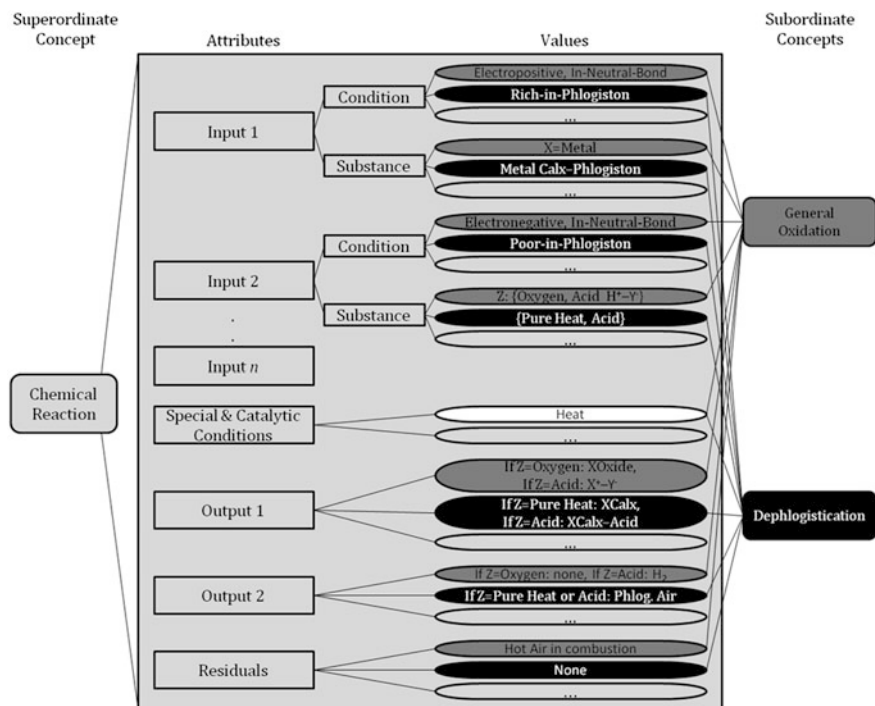 Superordinate
Concept
Attributes
Values
Subordinate
Concepts
Input 1
Condition
Electropositive, In-Neutral-Bond
Rich-in-Phlogiston
...
Substance
X=Metal
Metal Calx–Phlogiston
...
Input 2
Condition
Electronegative, In-Neutral-Bond
Poor-in-Phlogiston
...
Substance
Z: {Oxygen, Acid H⁺–Y⁻}
{Pure Heat, Acid}
...
.
.
Input n
Special & Catalytic
Conditions
Heat
...
Output 1
If Z=Oxygen: XOxide,
If Z=Acid: X⁺–Y⁻
If Z=Pure Heat: XCalx,
If Z=Acid: XCalx–Acid
...
Output 2
If Z=Oxygen: none, If Z=Acid: H₂
If Z=Pure Heat or Acid: Phlog. Air
...
Residuals
Hot Air in combustion
None
...
Chemical
Reaction
General
Oxidation
Dephlogistication